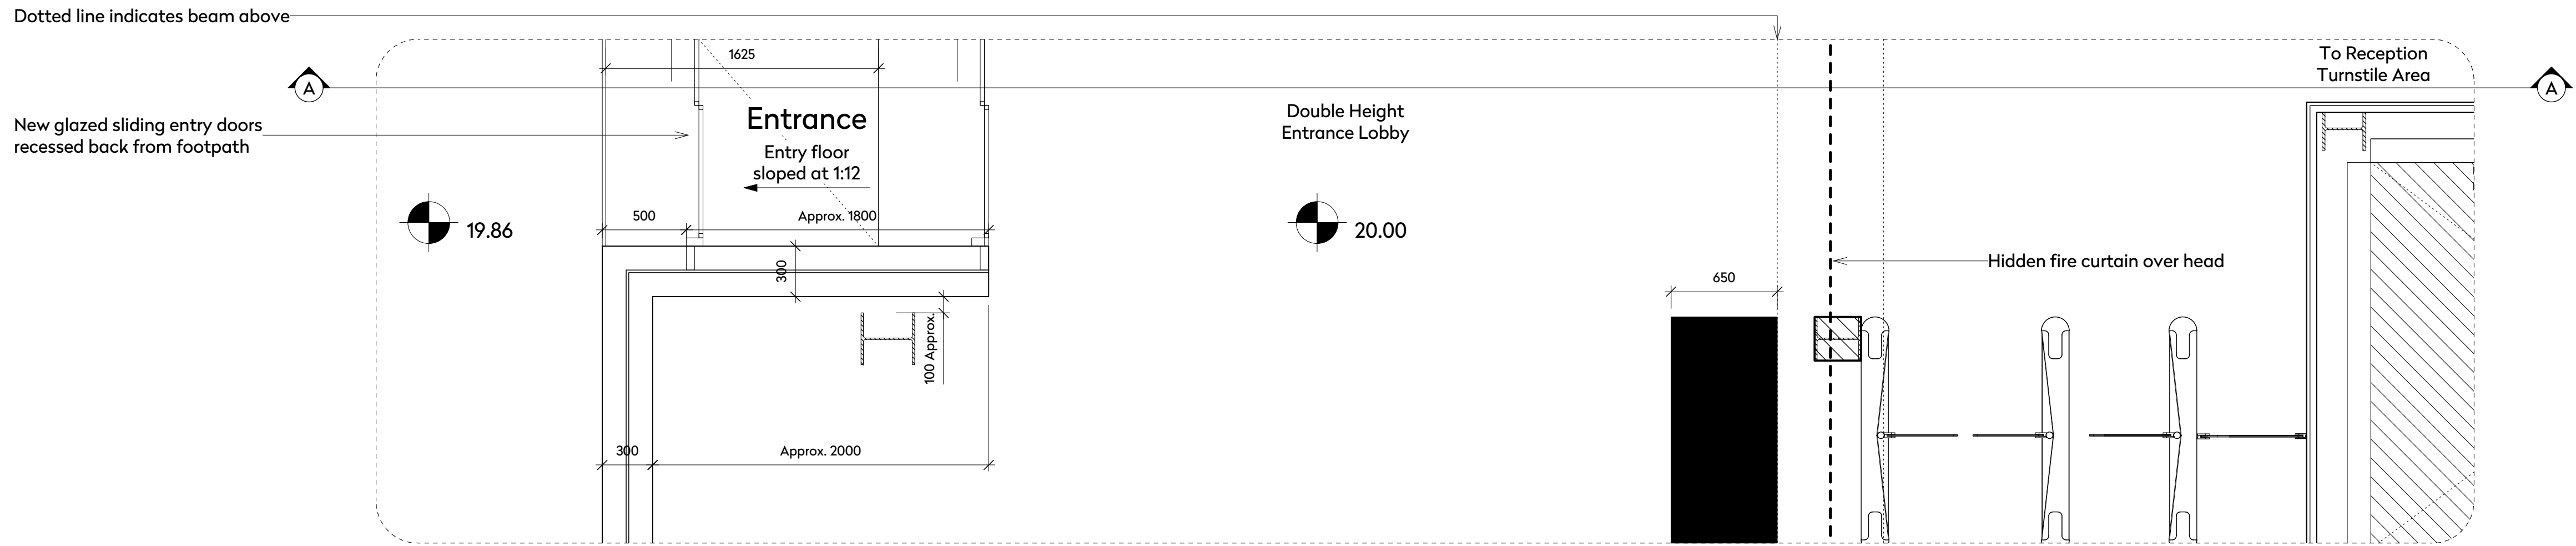 Dotted line indicates beam above
1625
To Reception
Turnstile Area
A
A
New glazed sliding entry doors
recessed back from footpath
Entrance
Entry floor
sloped at 1:12
Double Height
Entrance Lobby
500
Approx. 1800
19.86
20.00
300
Hidden fire curtain over head
650
100 Approx.
300
Approx. 2000